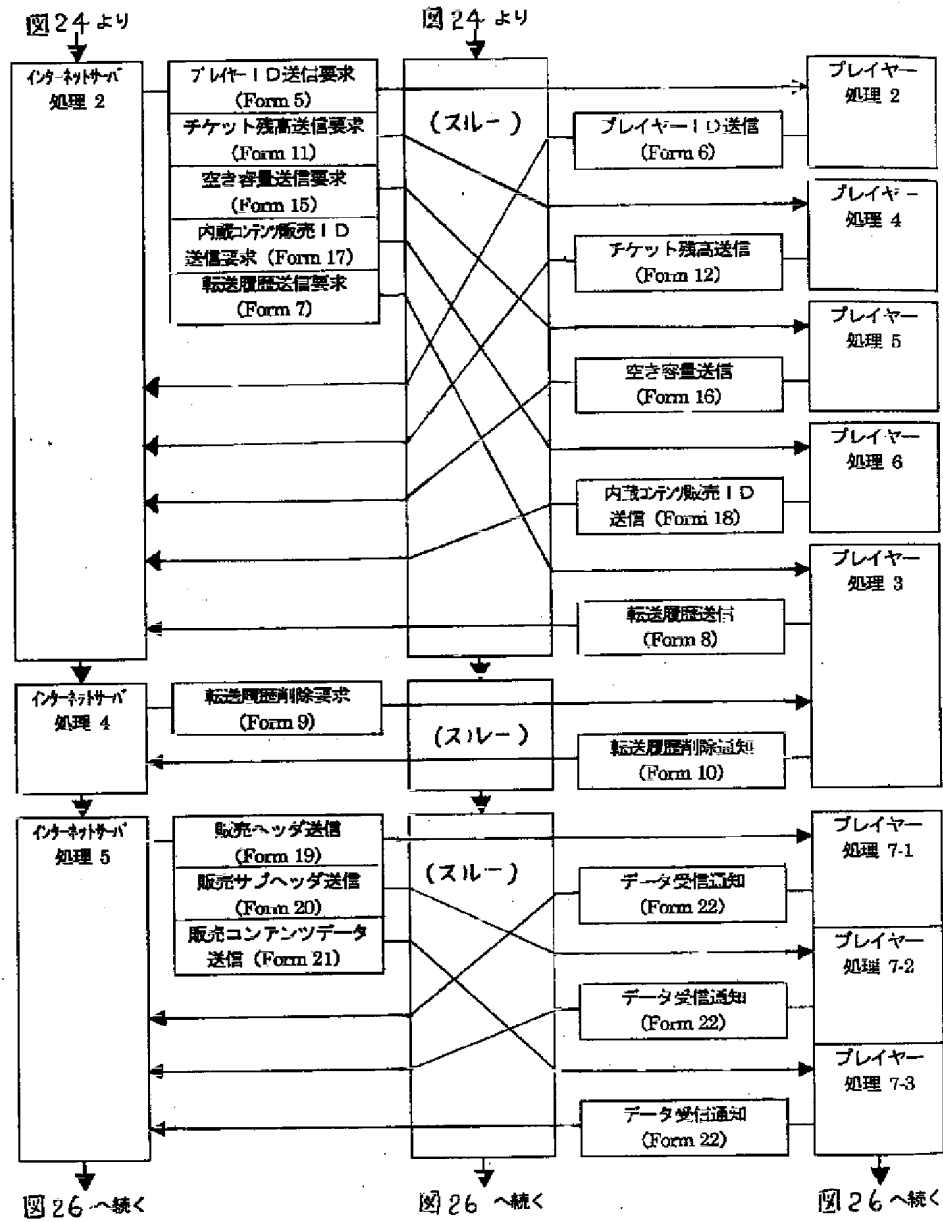 図24より
図24より
インターネットサーバ
処理 2
プレイヤーID送信要求
(Form 5)
チケット残高送信要求
(Form 11)
空き容量送信要求
(Form 15)
内蔵コンテンツ販売ID
送信要求 (Form 17)
転送履歴送信要求
(Form 7)
(スルー)
プレイヤーID送信
(Form 6)
チケット残高送信
(Form 12)
空き容量送信
(Form 16)
内蔵コンテンツ販売ID
送信 (Form 18)
転送履歴送信
(Form 8)
プレイヤー
処理 2
プレイヤー
処理 4
プレイヤー
処理 5
プレイヤー
処理 6
プレイヤー
処理 3
インターネットサーバ
処理 4
転送履歴削除要求
(Form 9)
(スルー)
転送履歴削除通知
(Form 10)
インターネットサーバ
処理 5
販売ヘッダ送信
(Form 19)
販売サブヘッダ送信
(Form 20)
販売コンテンツデータ
送信 (Form 21)
(スルー)
データ受信通知
(Form 22)
データ受信通知
(Form 22)
データ受信通知
(Form 22)
プレイヤー
処理 7-1
プレイヤー
処理 7-2
プレイヤー
処理 7-3
図26へ続く
図26へ続く
図26へ続く